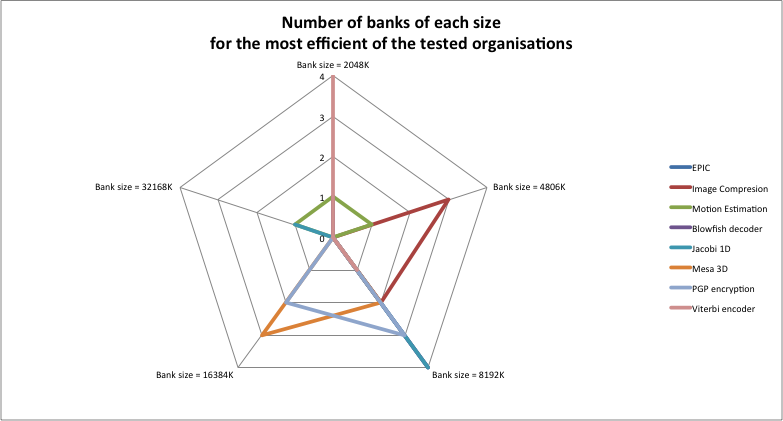 Number of banks of each size
for the most efficient of the tested organisations
Bank size = 2048K
4
3
2
1
0
Bank size = 4806K
Bank size = 8192K
Bank size = 16384K
Bank size = 32168K
EPIC
Image Compresion
Motion Estimation
Blowfish decoder
Jacobi 1D
Mesa 3D
PGP encryption
Viterbi encoder